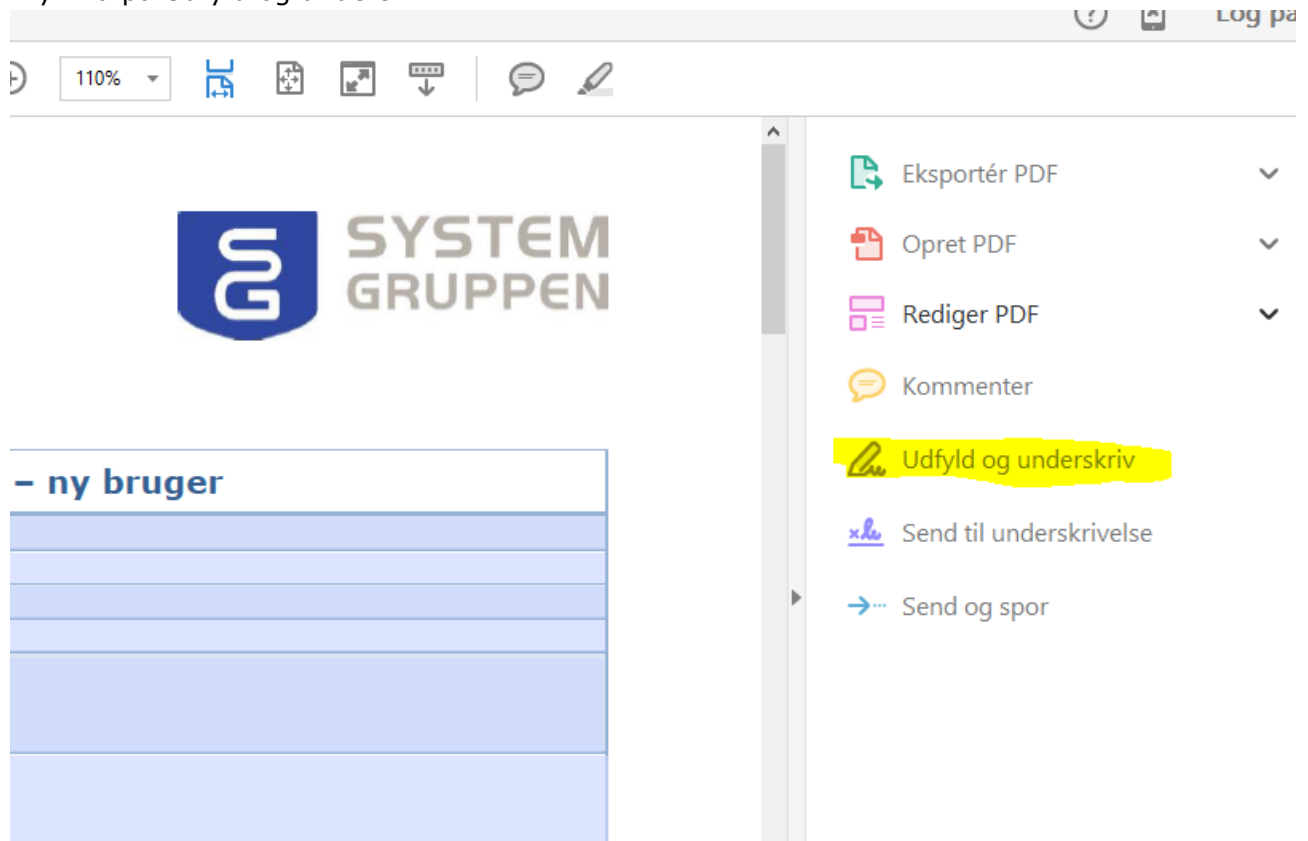 Log på
110%
SYSTEM
GRUPPEN
– ny bruger
Eksportér PDF
Opret PDF
Rediger PDF
Kommenter
Udfyld og underskriv
Send til underskrivelse
Send og spor